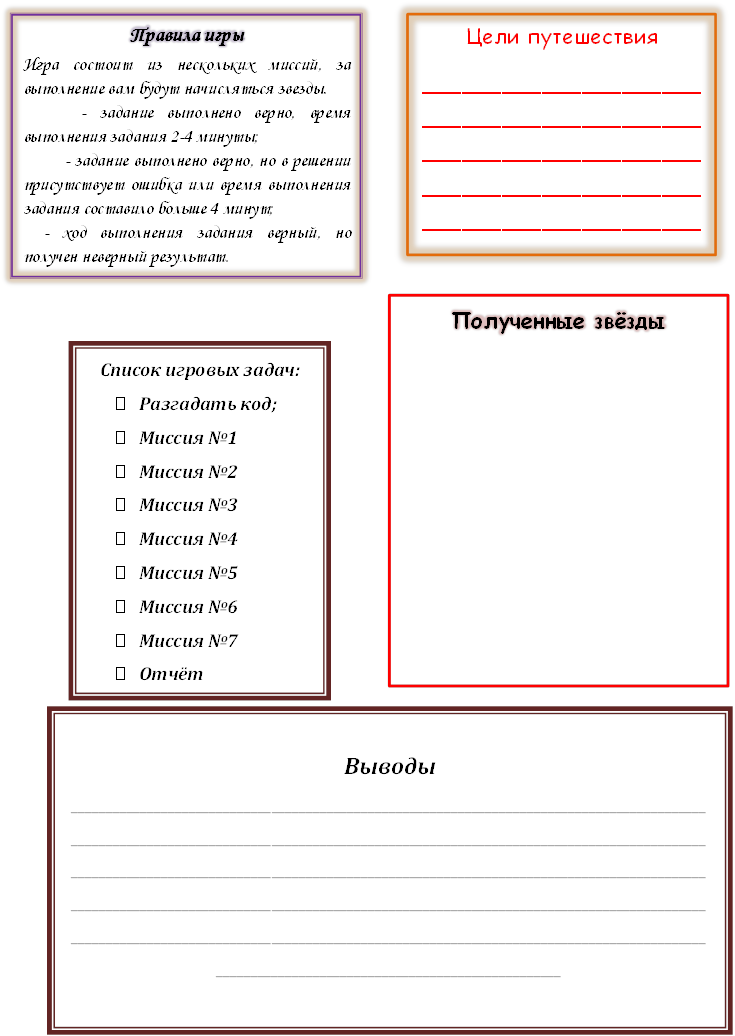 Правила игры
Игра состоит из нескольких миссий, за
выполнение вам будут начисляться звезды.
- задание выполнено верно, время
выполнения задания 2-4 минуты;
- задание выполнено верно, но в решении
присутствует ошибка или время выполнения
задания составило больше 4 минут;
- ход выполнения задания верный, но
получен неверный результат.
Цели путешествия
Полученные звёзды
Список игровых задач:
Разгадать код;
Миссия №1
Миссия №2
Миссия №3
Миссия №4
Миссия №5
Миссия №6
Миссия №7
Отчёт
Выводы